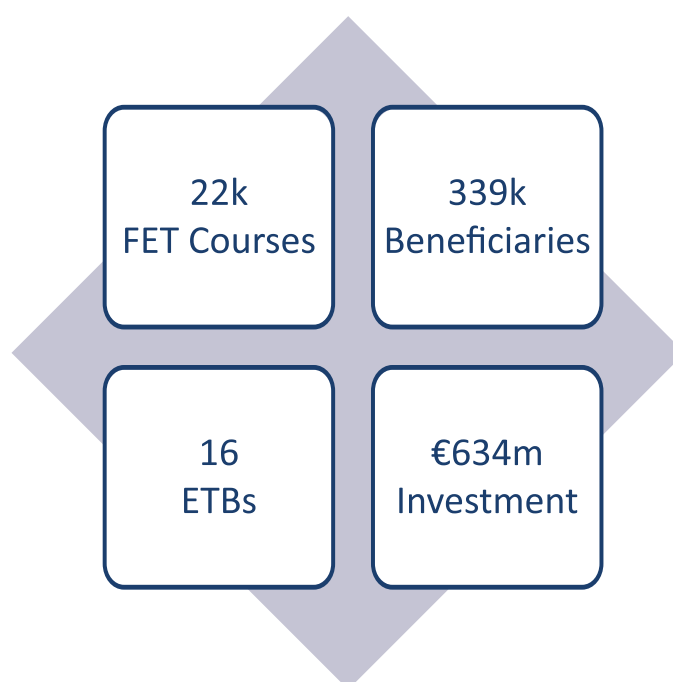 22k
FET Courses
339k
Beneficiaries
16
ETBs
€634m
Investment